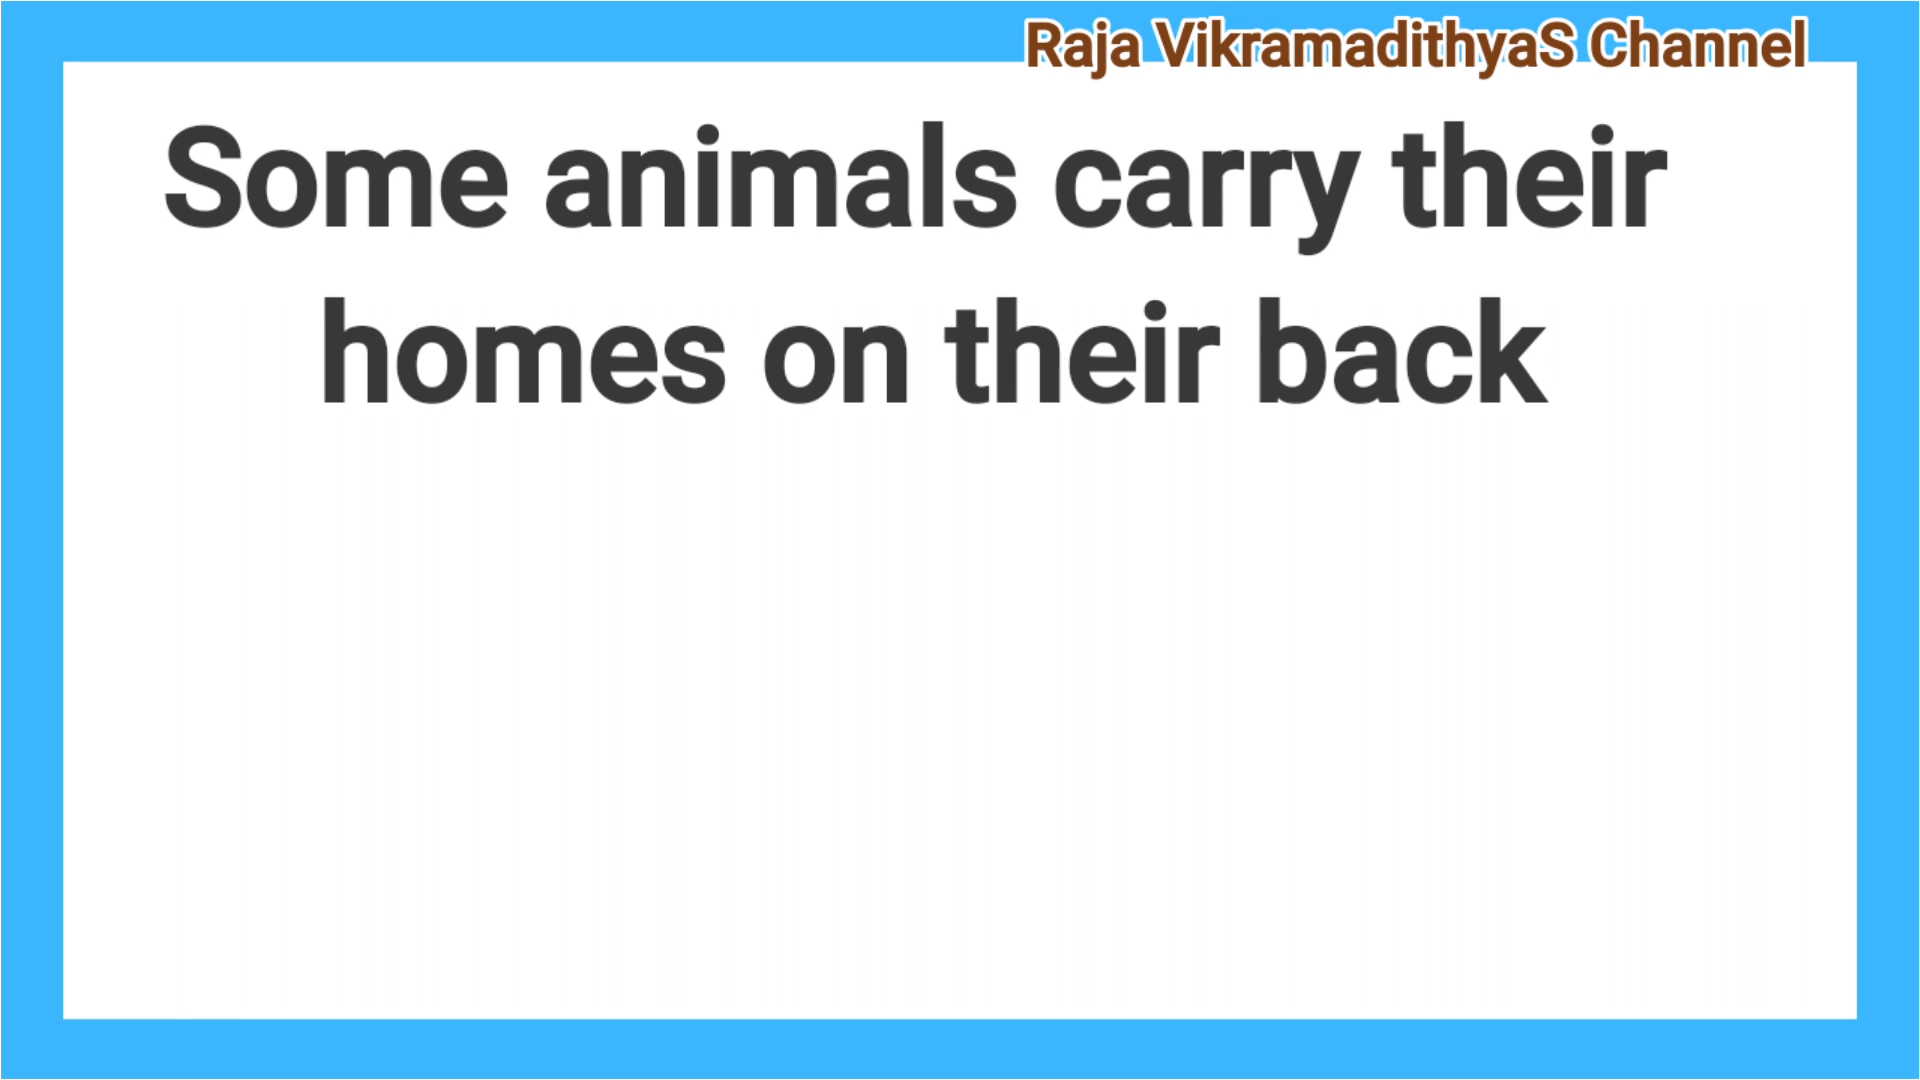 Raja VikramadithyaS Channel
Some animals carry their
homes on their back